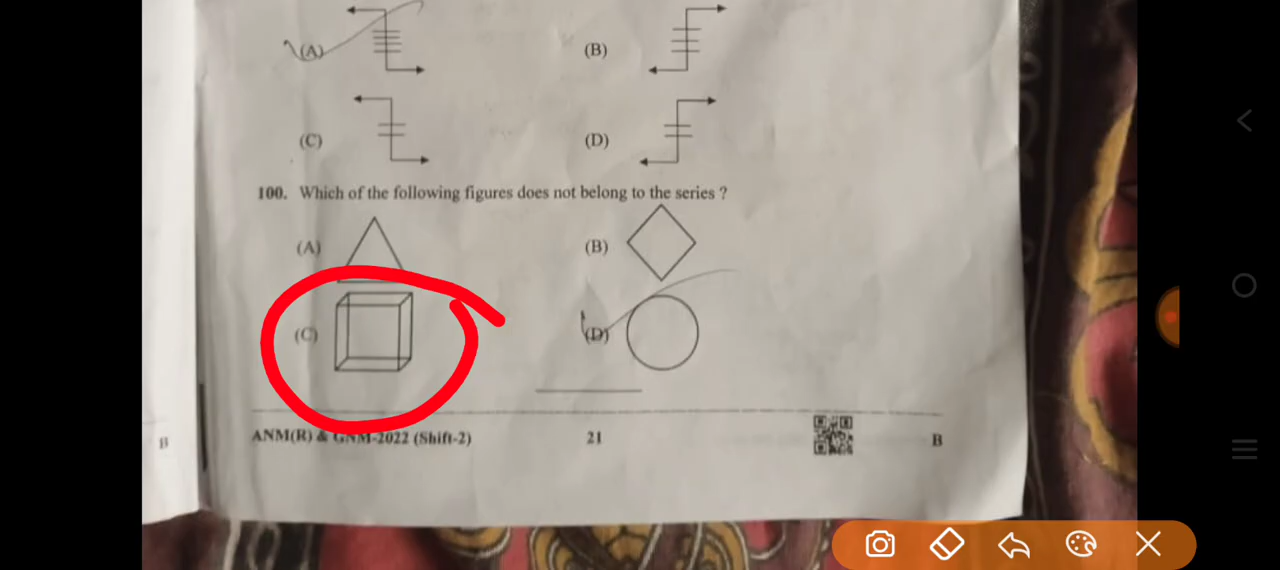 (A) (B)
(C) (D)
100. Which of the following figures does not belong to the series ?
(A) (B)
(C) (D)
ANM(R) & GNM-2022 (Shift-2) 21 B
B